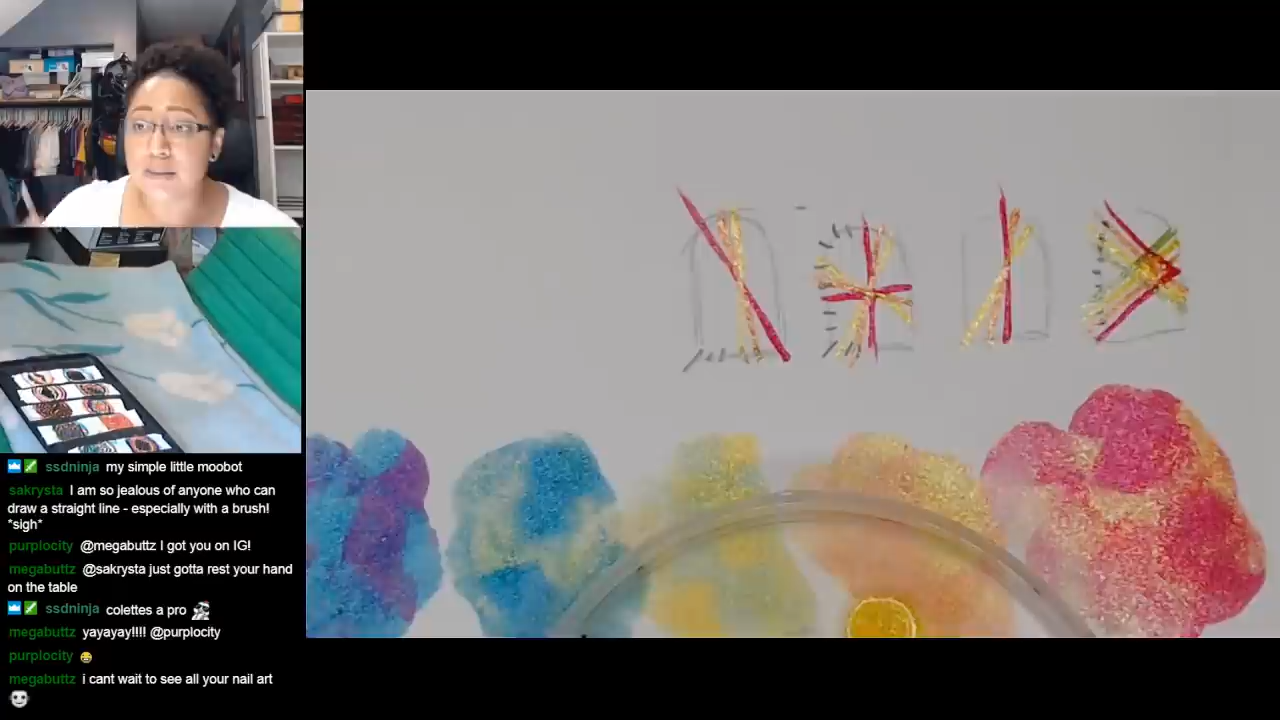 ssdninja my simple little moobot
sakrysta I am so jealous of anyone who can
draw a straight line - especially with a brush!
*sigh*
purplocity @megabuttz I got you on IG!
megabuttz @sakrysta just gotta rest your hand
on the table
ssdninja colettes a pro
megabuttz yayayay!!!! @purplocity
purplocity
megabuttz i cant wait to see all your nail art